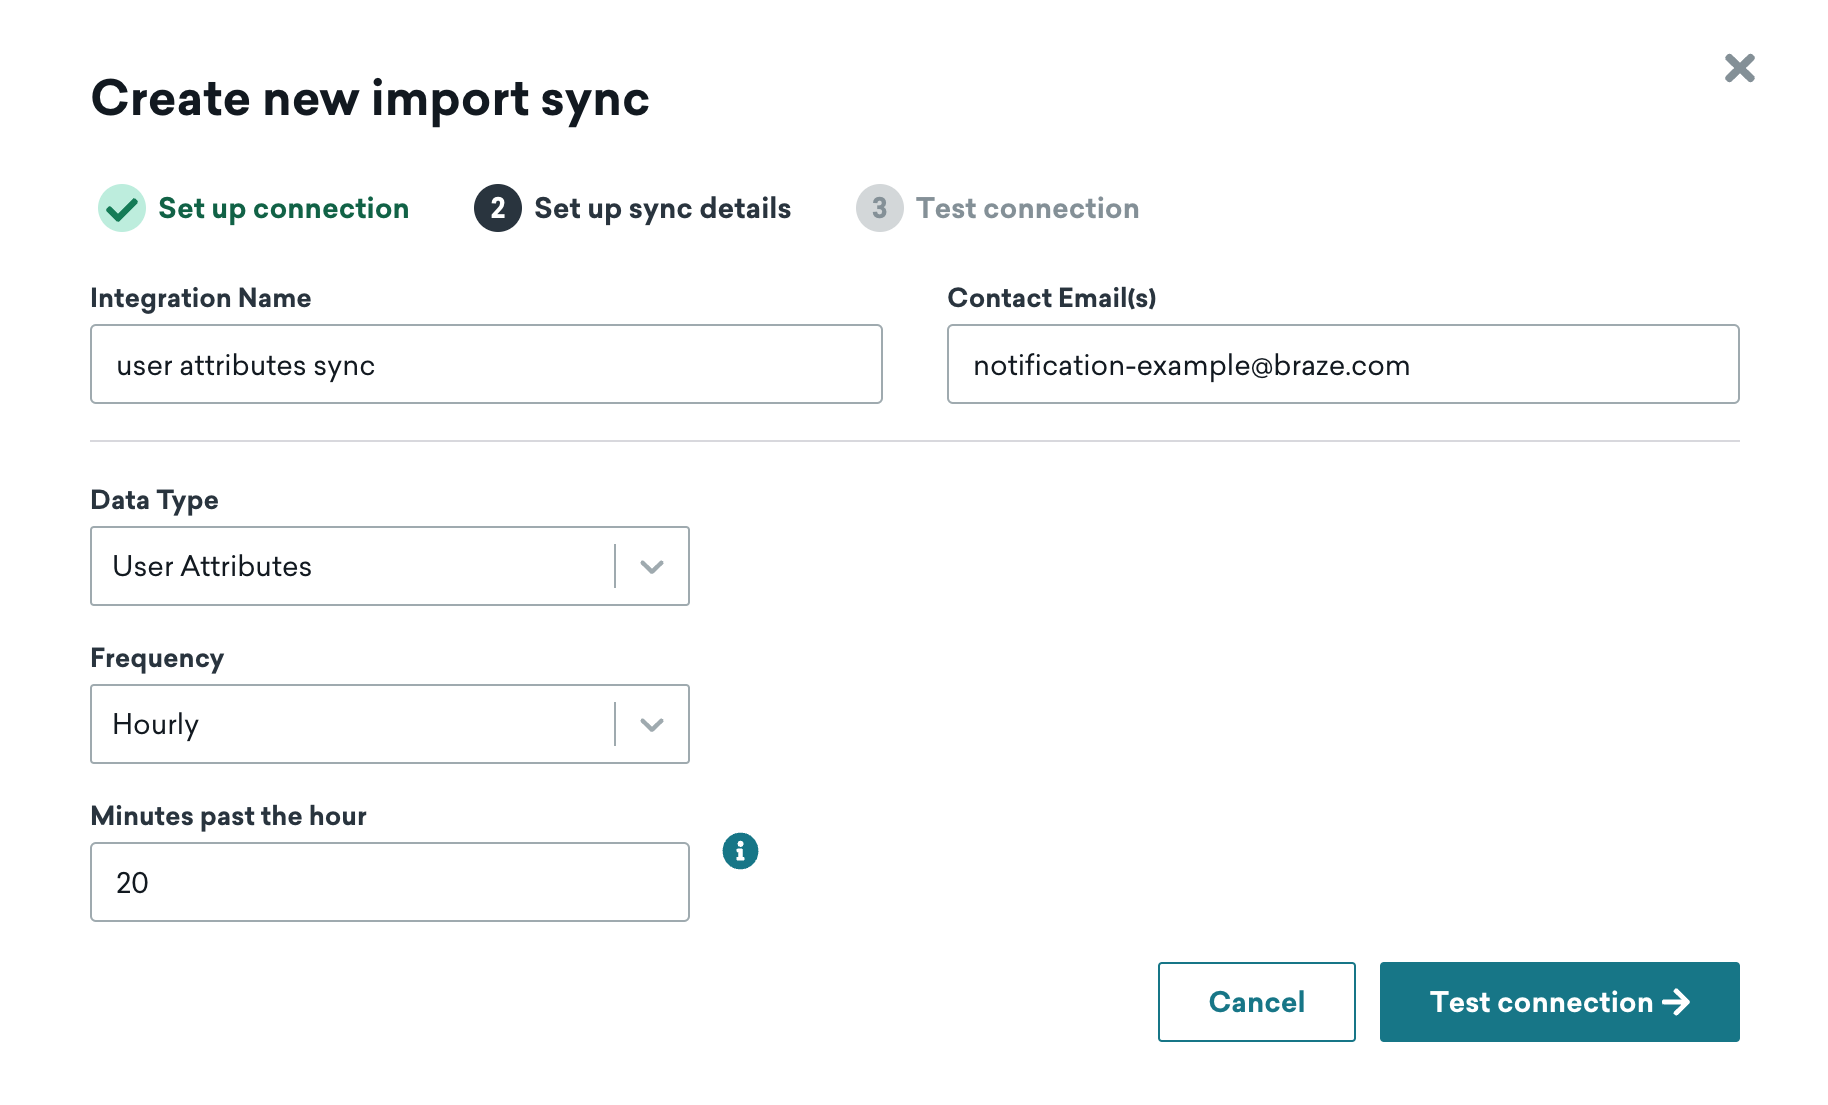 Create new import sync
Set up connection
2 Set up sync details
3 Test connection
Integration Name
user attributes sync
Contact Email(s)
notification-example@braze.com
Data Type
User Attributes
Frequency
Hourly
Minutes past the hour
20
Cancel
Test connection